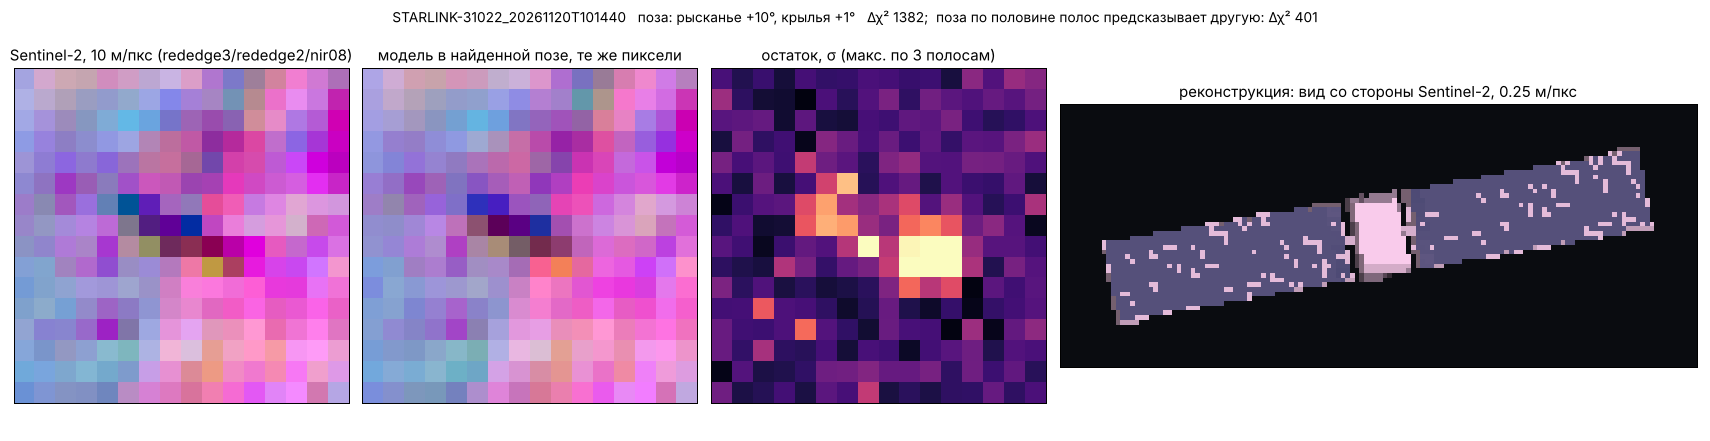 STARLINK-31022_20261120T101440 поза: рысканье +10°, крылья +1° Δχ² 1382; поза по половине полос предсказывает другую: Δχ² 401
Sentinel-2, 10 м/пкс (rededge3/rededge2/nir08)
модель в найденной позе, те же пиксели
остаток, σ (макс. по 3 полосам)
реконструкция: вид со стороны Sentinel-2, 0.25 м/пкс